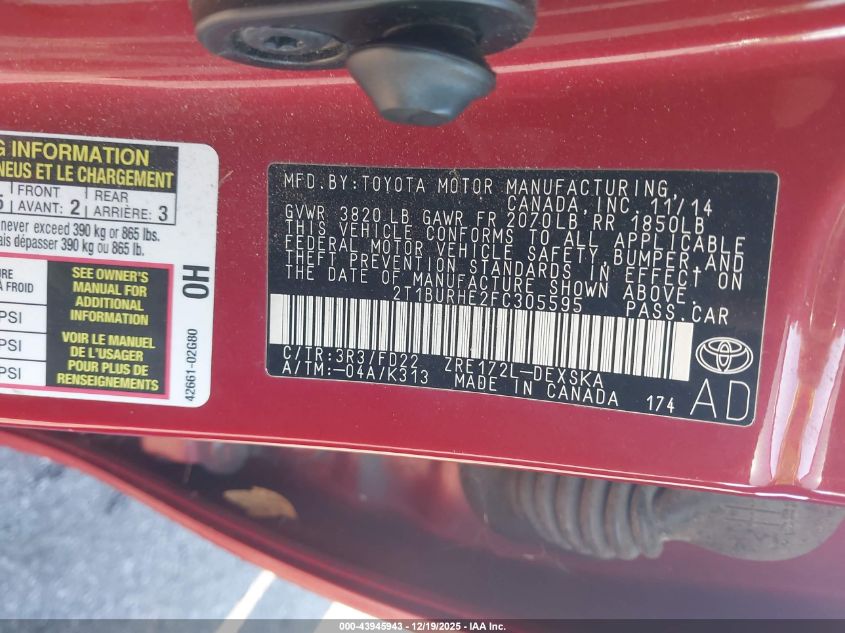 G INFORMATION
NEUS ET LE CHARGEMENT
FRONT REAR
5 AVANT: 2 ARRIÈRE: 3
never exceed 390 kg or 865 lbs.
ais dépasser 390 kg ou 865 lb.
URE
À FROID
PSI
PSI
PSI
SEE OWNER'S
MANUAL FOR
ADDITIONAL
INFORMATION
VOIR LE MANUEL
DE L'USAGER
POUR PLUS DE
RENSEIGNEMENTS
42661-02G80 OH
MFD.BY:TOYOTA MOTOR MANUFACTURING,
CANADA, INC. 11/14
GVWR 3820 LB GAWR FR 2070LB RR 1850LB
THIS VEHICLE CONFORMS TO ALL APPLICABLE
FEDERAL MOTOR VEHICLE SAFETY, BUMPER, AND
THEFT PREVENTION STANDARDS IN EFFECT ON
THE DATE OF MANUFACTURE SHOWN ABOVE.
2T1BURHE2FC305595 PASS.CAR
C/TR:3R3/FD22 ZRE172L-DEXSKA
A/TM:-04A/K313 MADE IN CANADA 174
AD
000-43945943 | 12/19/2025 - IAA Inc.